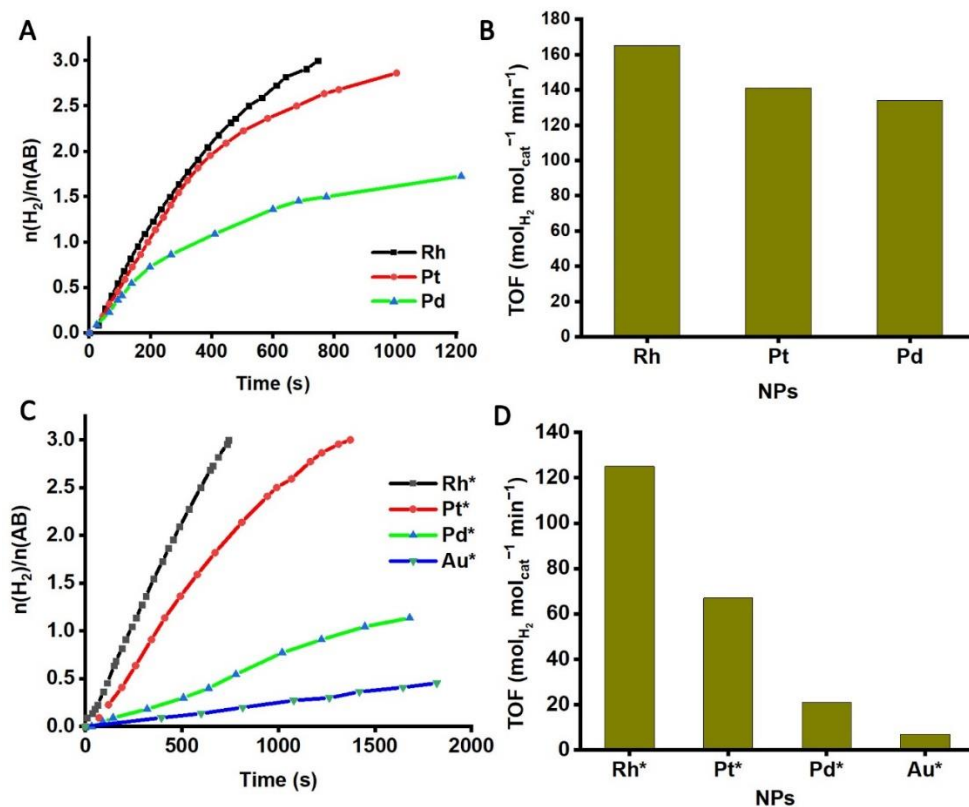 A
n(H₂)/n(AB)
3.0
2.5
2.0
1.5
1.0
0.5
0.0
Rh
Pt
Pd
0 200 400 600 800 1000 1200
Time (s)
B
TOF (mol_H₂ mol_cat⁻¹ min⁻¹)
180
160
140
120
100
80
60
40
20
0
Rh Pt Pd
NPs
C
n(H₂)/n(AB)
3.0
2.5
2.0
1.5
1.0
0.5
0.0
Rh*
Pt*
Pd*
Au*
0 500 1000 1500 2000
Time (s)
D
TOF (mol_H₂ mol_cat⁻¹ min⁻¹)
140
120
100
80
60
40
20
0
Rh* Pt* Pd* Au*
NPs